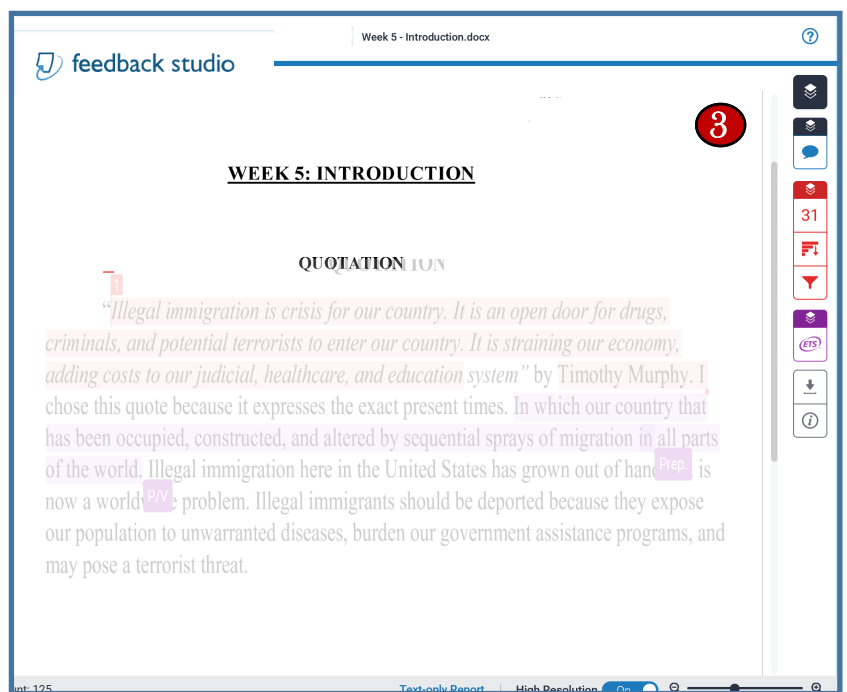 Week 5 - Introduction.docx
feedback studio
3
WEEK 5: INTRODUCTION
QUOTATION
1
“Illegal immigration is crisis for our country. It is an open door for drugs,
criminals, and potential terrorists to enter our country. It is straining our economy,
adding costs to our judicial, healthcare, and education system” by Timothy Murphy. I
chose this quote because it expresses the exact present times. In which our country that
has been occupied, constructed, and altered by sequential sprays of migration in all parts
of the world. Illegal immigration here in the United States has grown out of Prep. is
now a P/V problem. Illegal immigrants should be deported because they expose
our population to unwarranted diseases, burden our government assistance programs, and
may pose a terrorist threat.
31
ETS
125
Text-only Report | High Resolution On